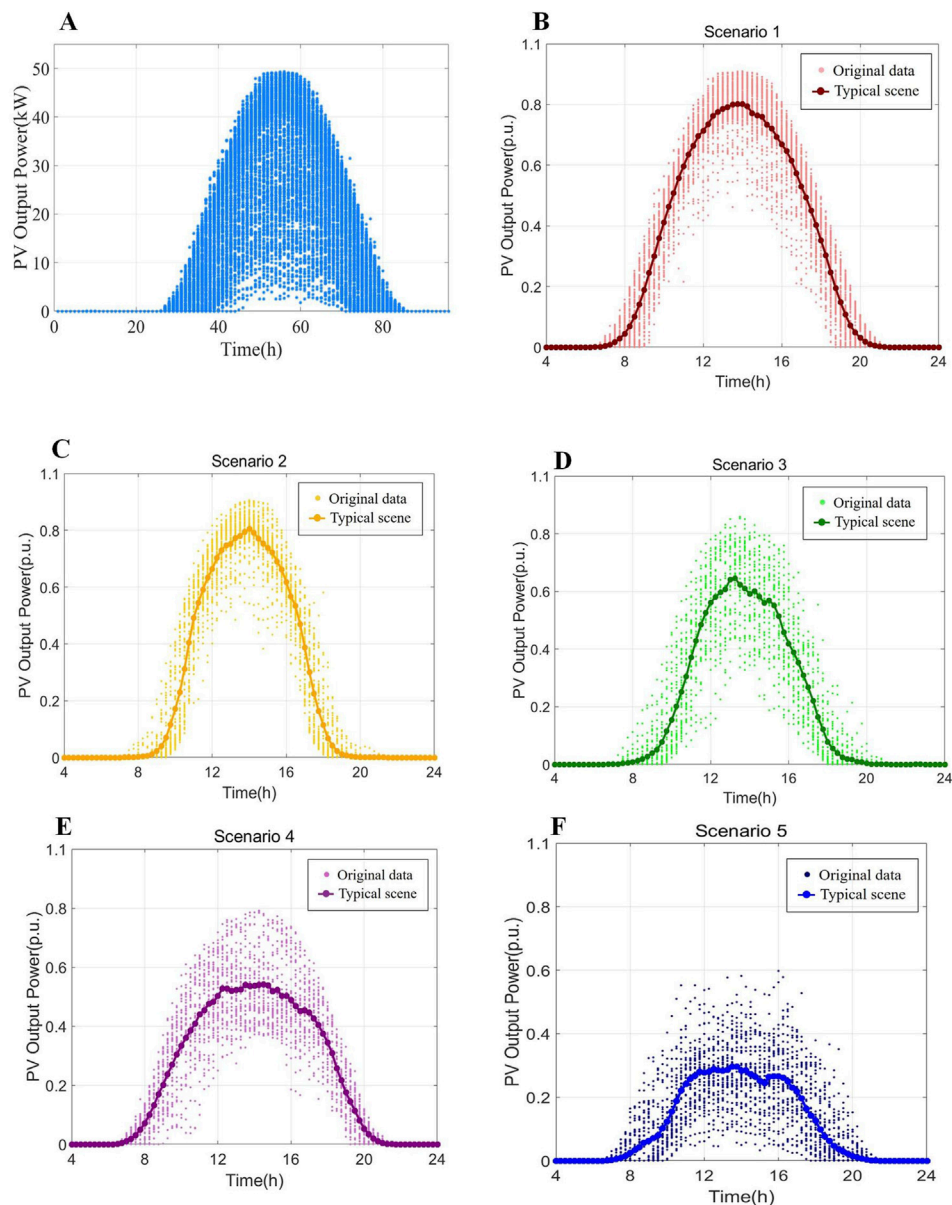 A
PV Output Power(kW)
50
40
30
20
10
0
0 20 40 60 80
Time(h)
B
Scenario 1
PV Output Power(p.u.)
1.1
0.8
0.6
0.4
0.2
0
Original data
Typical scene
4 8 12 16 20 24
Time(h)
C
Scenario 2
PV Output Power(p.u.)
1.1
0.8
0.6
0.4
0.2
0
Original data
Typical scene
4 8 12 16 20 24
Time(h)
D
Scenario 3
PV Output Power(p.u.)
1.1
0.8
0.6
0.4
0.2
0
Original data
Typical scene
4 8 12 16 20 24
Time(h)
E
Scenario 4
PV Output Power(p.u.)
1.1
0.8
0.6
0.4
0.2
0
Original data
Typical scene
4 8 12 16 20 24
Time(h)
F
Scenario 5
PV Output Power(p.u.)
1.1
0.8
0.6
0.4
0.2
0
Original data
Typical scene
4 8 12 16 20 24
Time(h)